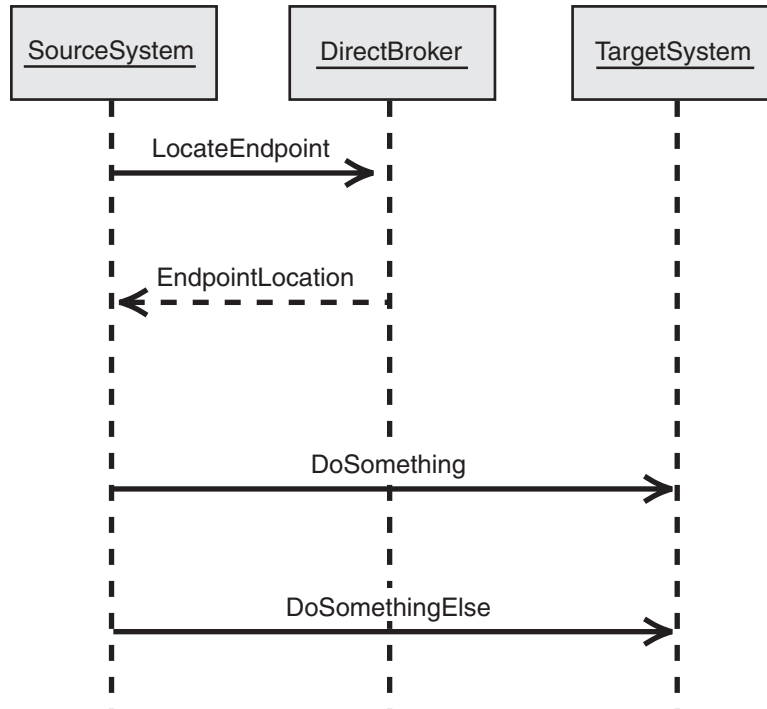 SourceSystem
DirectBroker
TargetSystem
LocateEndpoint
EndpointLocation
DoSomething
DoSomethingElse